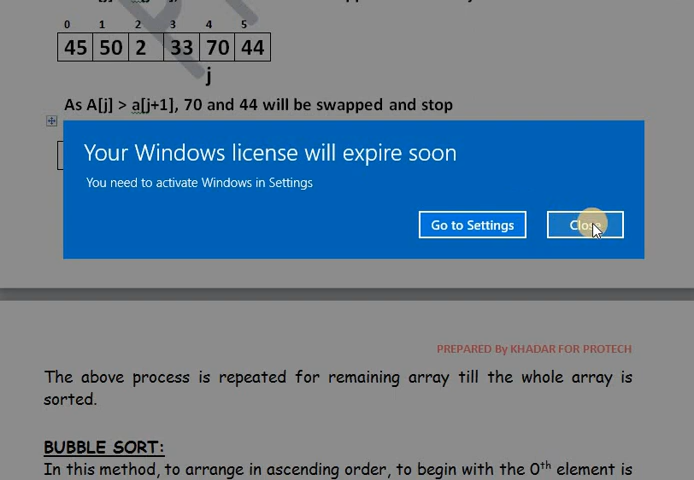 0 1 2 3 4 5
45 50 2 33 70 44
j
As A[j] > a[j+1], 70 and 44 will be swapped and stop
Your Windows license will expire soon
You need to activate Windows in Settings
Go to Settings Close
PREPARED By KHADAR FOR PROTECH
The above process is repeated for remaining array till the whole array is
sorted.
BUBBLE SORT:
In this method, to arrange in ascending order, to begin with the 0th element is